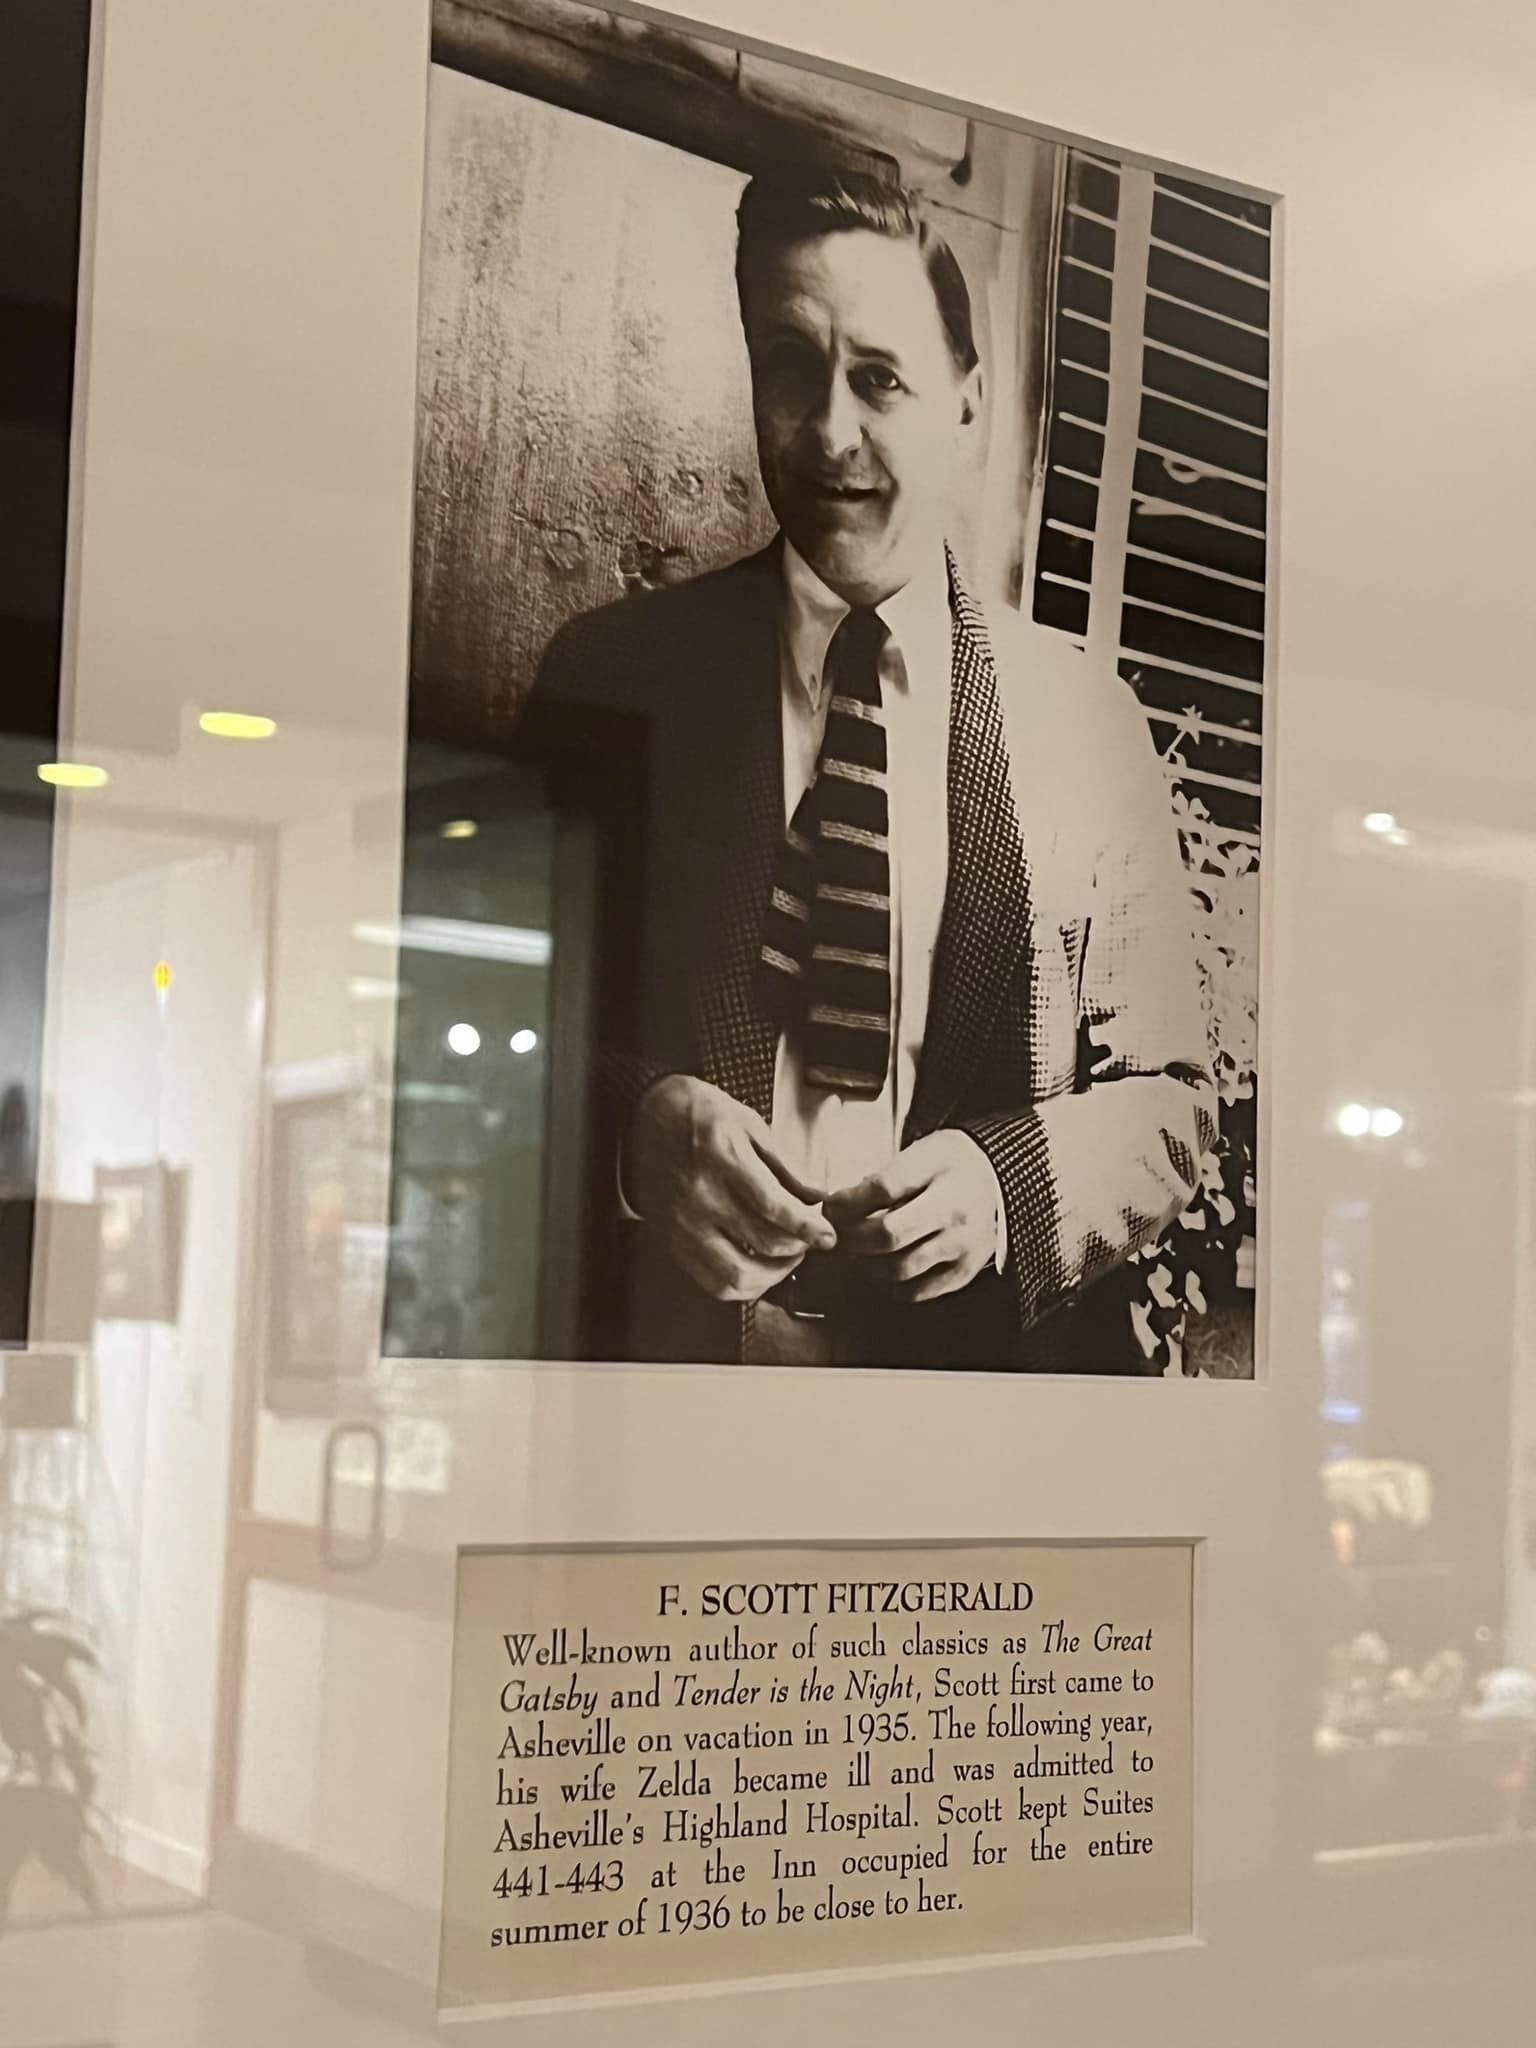 F. SCOTT FITZGERALD
Well-known author of such classics as The Great
Gatsby and Tender is the Night, Scott first came to
Asheville on vacation in 1935. The following year,
his wife Zelda became ill and was admitted to
Asheville's Highland Hospital. Scott kept Suites
441-443 at the Inn occupied for the entire
summer of 1936 to be close to her.